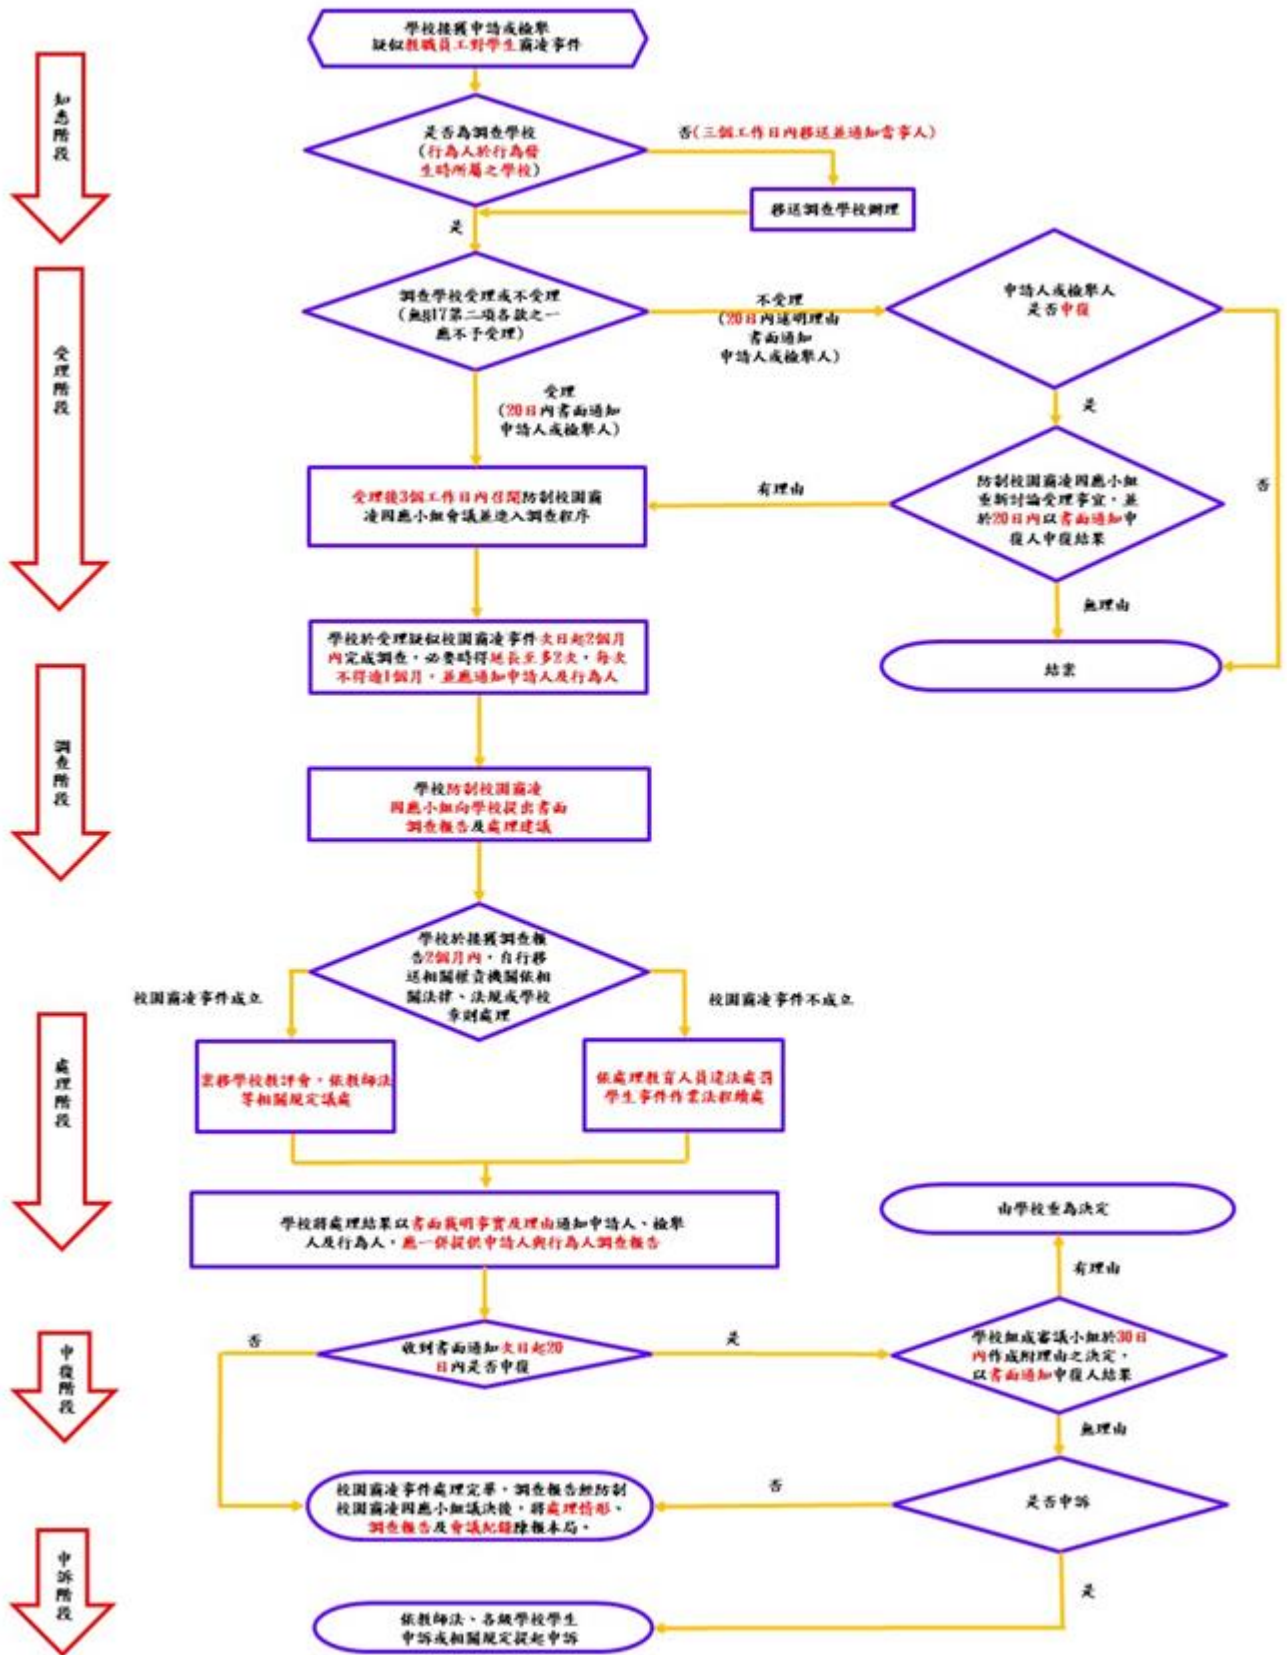 學校接獲申請或檢舉
疑似教職員工對學生霸凌事件
知悉階段
是否為調查學校
(行為人於行為發
生時所屬之學校)
否(三個工作日內移送並通知當事人)
移送調查學校辦理
是
受理階段
調查學校受理或不受理
(無§17第二項各款之一
應不予受理)
不受理
(20日內述明理由
書面通知
申請人或檢舉人)
申請人或檢舉人
是否申復
受理
(20日內書面通知
申請人或檢舉人)
是
否
受理後3個工作日內召開防制校園霸
凌因應小組會議並進入調查程序
有理由
防制校園霸凌因應小組
重新討論受理事宜，並
於20日內以書面通知申
復人申復結果
無理由
結案
學校於受理疑似校園霸凌事件次日起2個月
內完成調查，必要時得延長至多2次，每次
不得逾1個月，並應通知申請人及行為人
調查階段
學校防制校園霸凌
因應小組向學校提出書面
調查報告及處理建議
學校於接獲調查報
告2個月內，自行移
送相關權責機關依相
關法律、法規或學校
章則處理
校園霸凌事件成立
校園霸凌事件不成立
處理階段
案移學校教評會，依教師法
等相關規定議處
依處理教育人員違法處罰
學生事件作業法程續處
學校將處理結果以書面載明事實及理由通知申請人、檢舉
人及行為人，應一併提供申請人與行為人調查報告
由學校重為決定
有理由
申復階段
否
收到書面通知次日起20
日內是否申復
是
學校組成審議小組於30日
內作成附理由之決定，
以書面通知申復人結果
無理由
校園霸凌事件處理完畢，調查報告經防制
校園霸凌因應小組議決後，將處理情形、
調查報告及會議紀錄陳報本局。
否
是否申訴
申訴階段
是
依教師法、各級學校學生
申訴或相關規定提起申訴